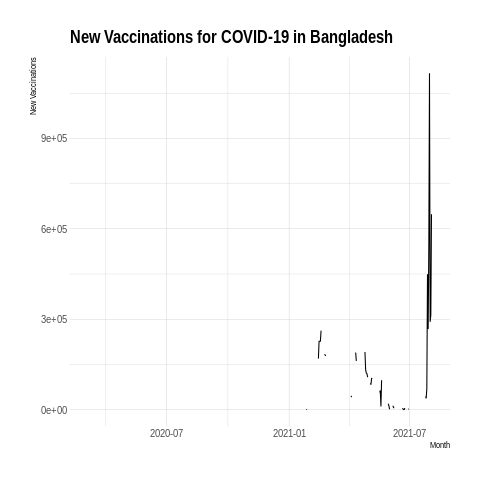 New Vaccinations for COVID-19 in Bangladesh
New Vaccinations
9e+05
6e+05
3e+05
0e+00
2020-07
2021-01
2021-07
Month